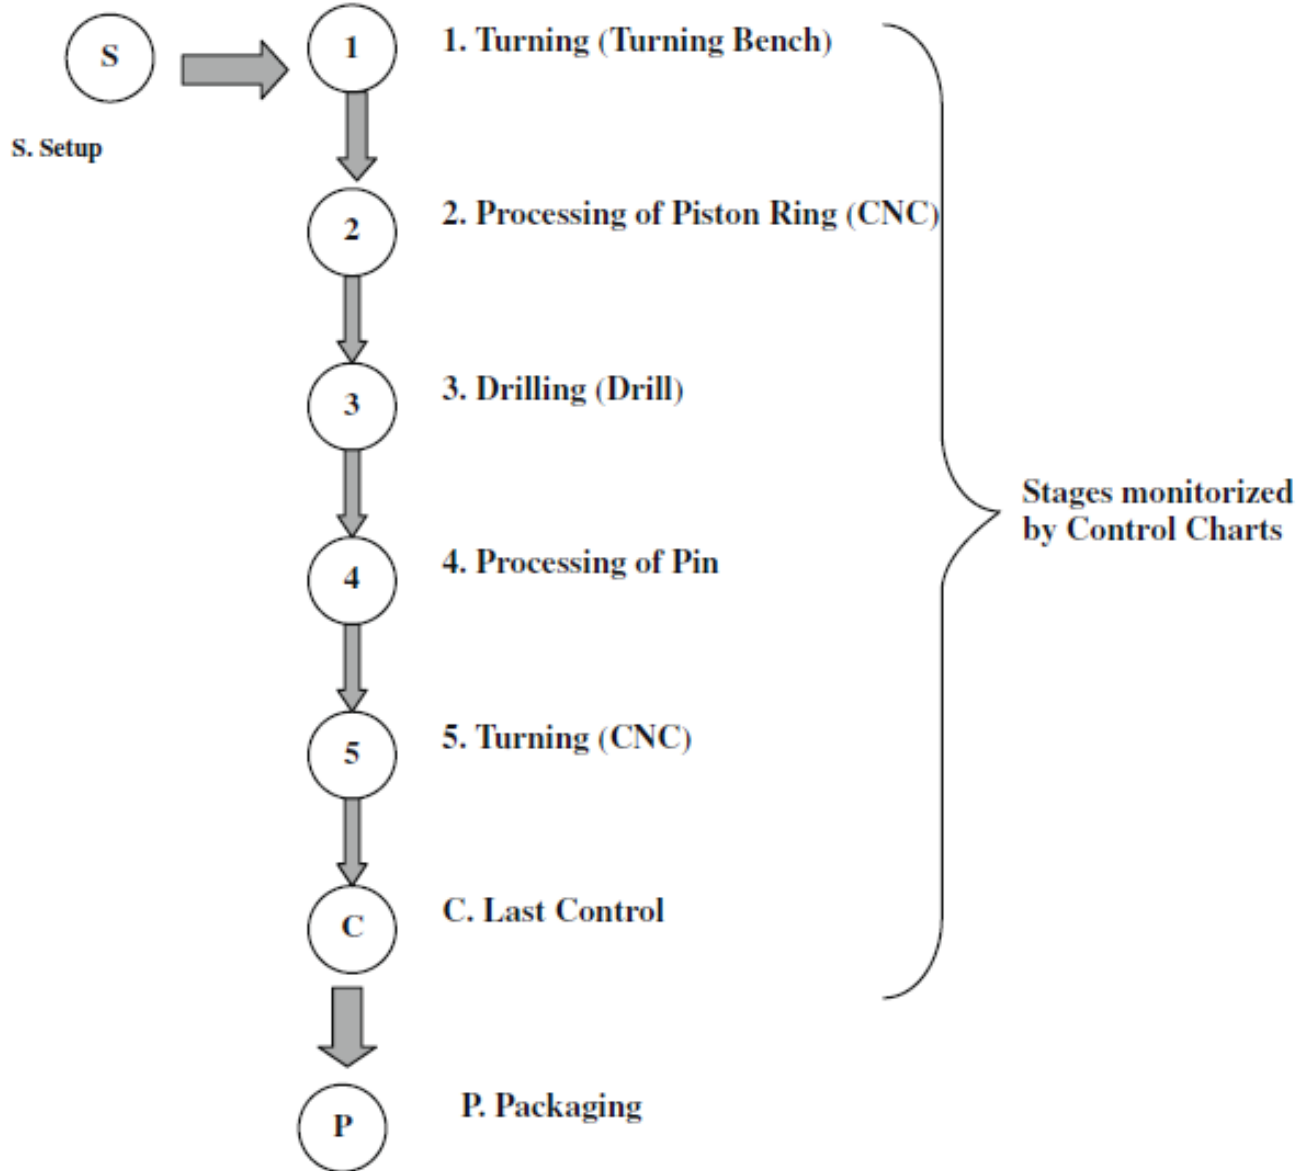 S
1
1. Turning (Turning Bench)
S. Setup
2
2. Processing of Piston Ring (CNC)
3
3. Drilling (Drill)
Stages monitorized
by Control Charts
4
4. Processing of Pin
5
5. Turning (CNC)
C
C. Last Control
P
P. Packaging